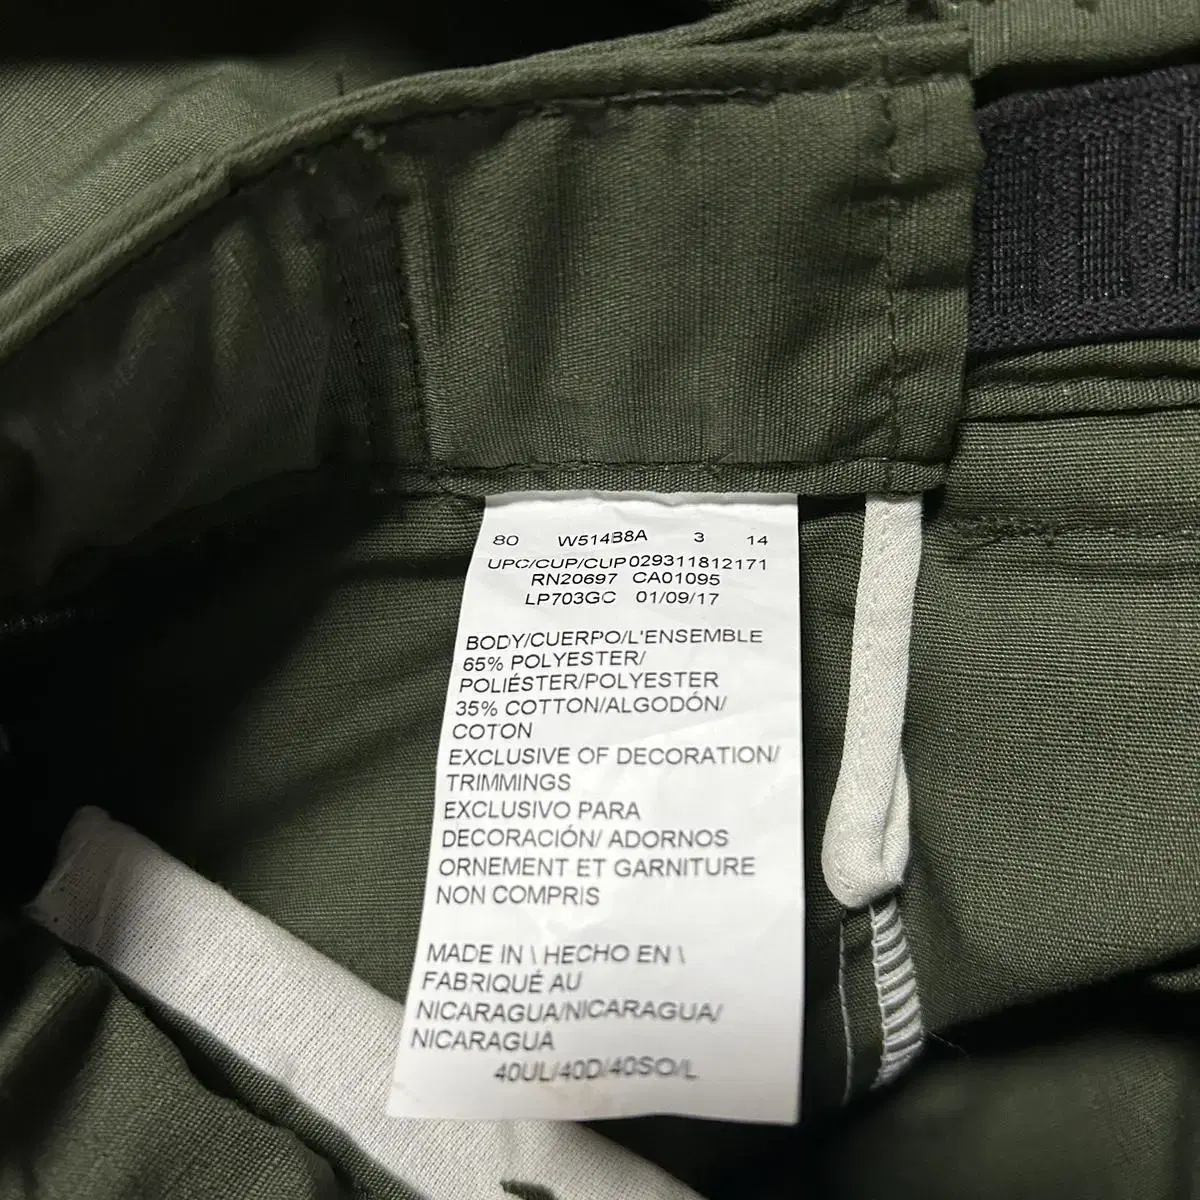 80 W514B8A 3 14
UPC/CUP/CUP029311812171
RN20697 CA01095
LP703GC 01/09/17
BODY/CUERPO/L'ENSEMBLE
65% POLYESTER/
POLIÉSTER/POLYESTER
35% COTTON/ALGODÓN/
COTON
EXCLUSIVE OF DECORATION/
TRIMMINGS
EXCLUSIVO PARA
DECORACIÓN/ ADORNOS
ORNEMENT ET GARNITURE
NON COMPRIS
MADE IN \ HECHO EN \
FABRIQUÉ AU
NICARAGUA/NICARAGUA/
NICARAGUA
40UL/40D/40SO/L